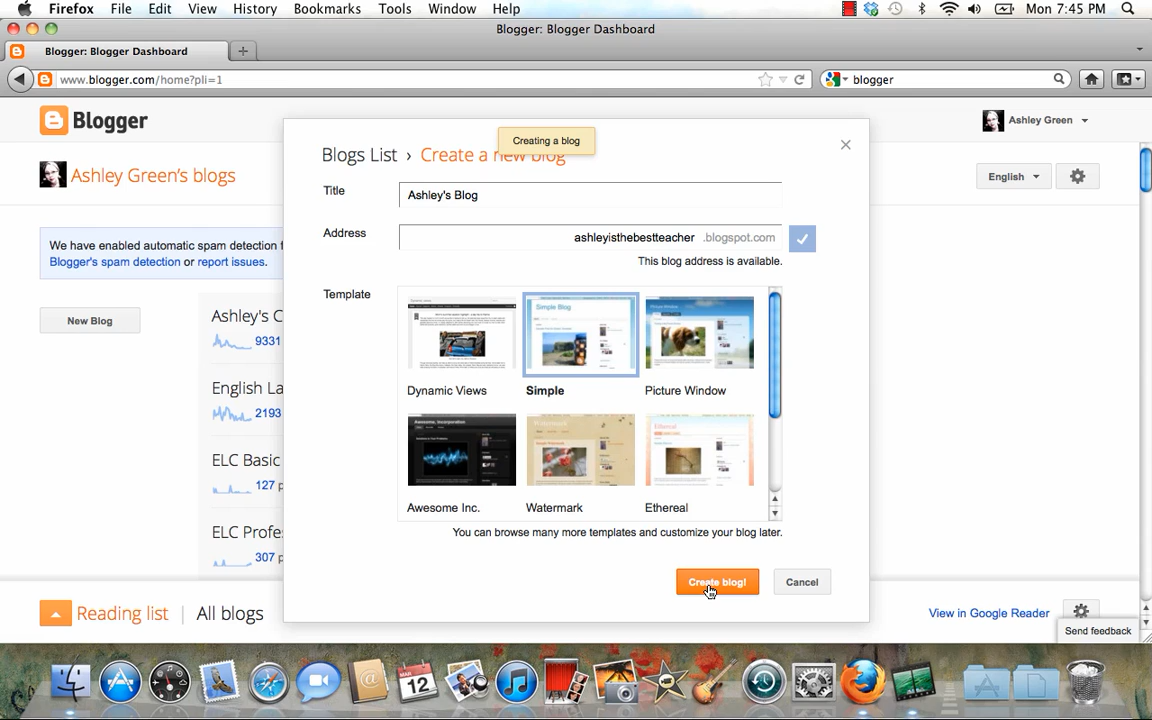 Firefox File Edit View History Bookmarks Tools Window Help Mon 7:45 PM
Blogger: Blogger Dashboard
Blogger: Blogger Dashboard
www.blogger.com/home?pli=1 blogger
Blogger Ashley Green
Creating a blog
Blogs List › Create a new blog
Ashley Green's blogs English
Title Ashley's Blog
Address ashleyisthebestteacher .blogspot.com
This blog address is available.
We have enabled automatic spam detection f
Blogger's spam detection or report issues.
New Blog
Template
Simple Blog
Dynamic Views Simple Picture Window
Awesome Inc. Watermark Ethereal
You can browse many more templates and customize your blog later.
Create blog! Cancel
Ashley's C
9331
English La
2193
ELC Basic
127 p
ELC Profe
307 p
Reading list | All blogs View in Google Reader
Send feedback
12